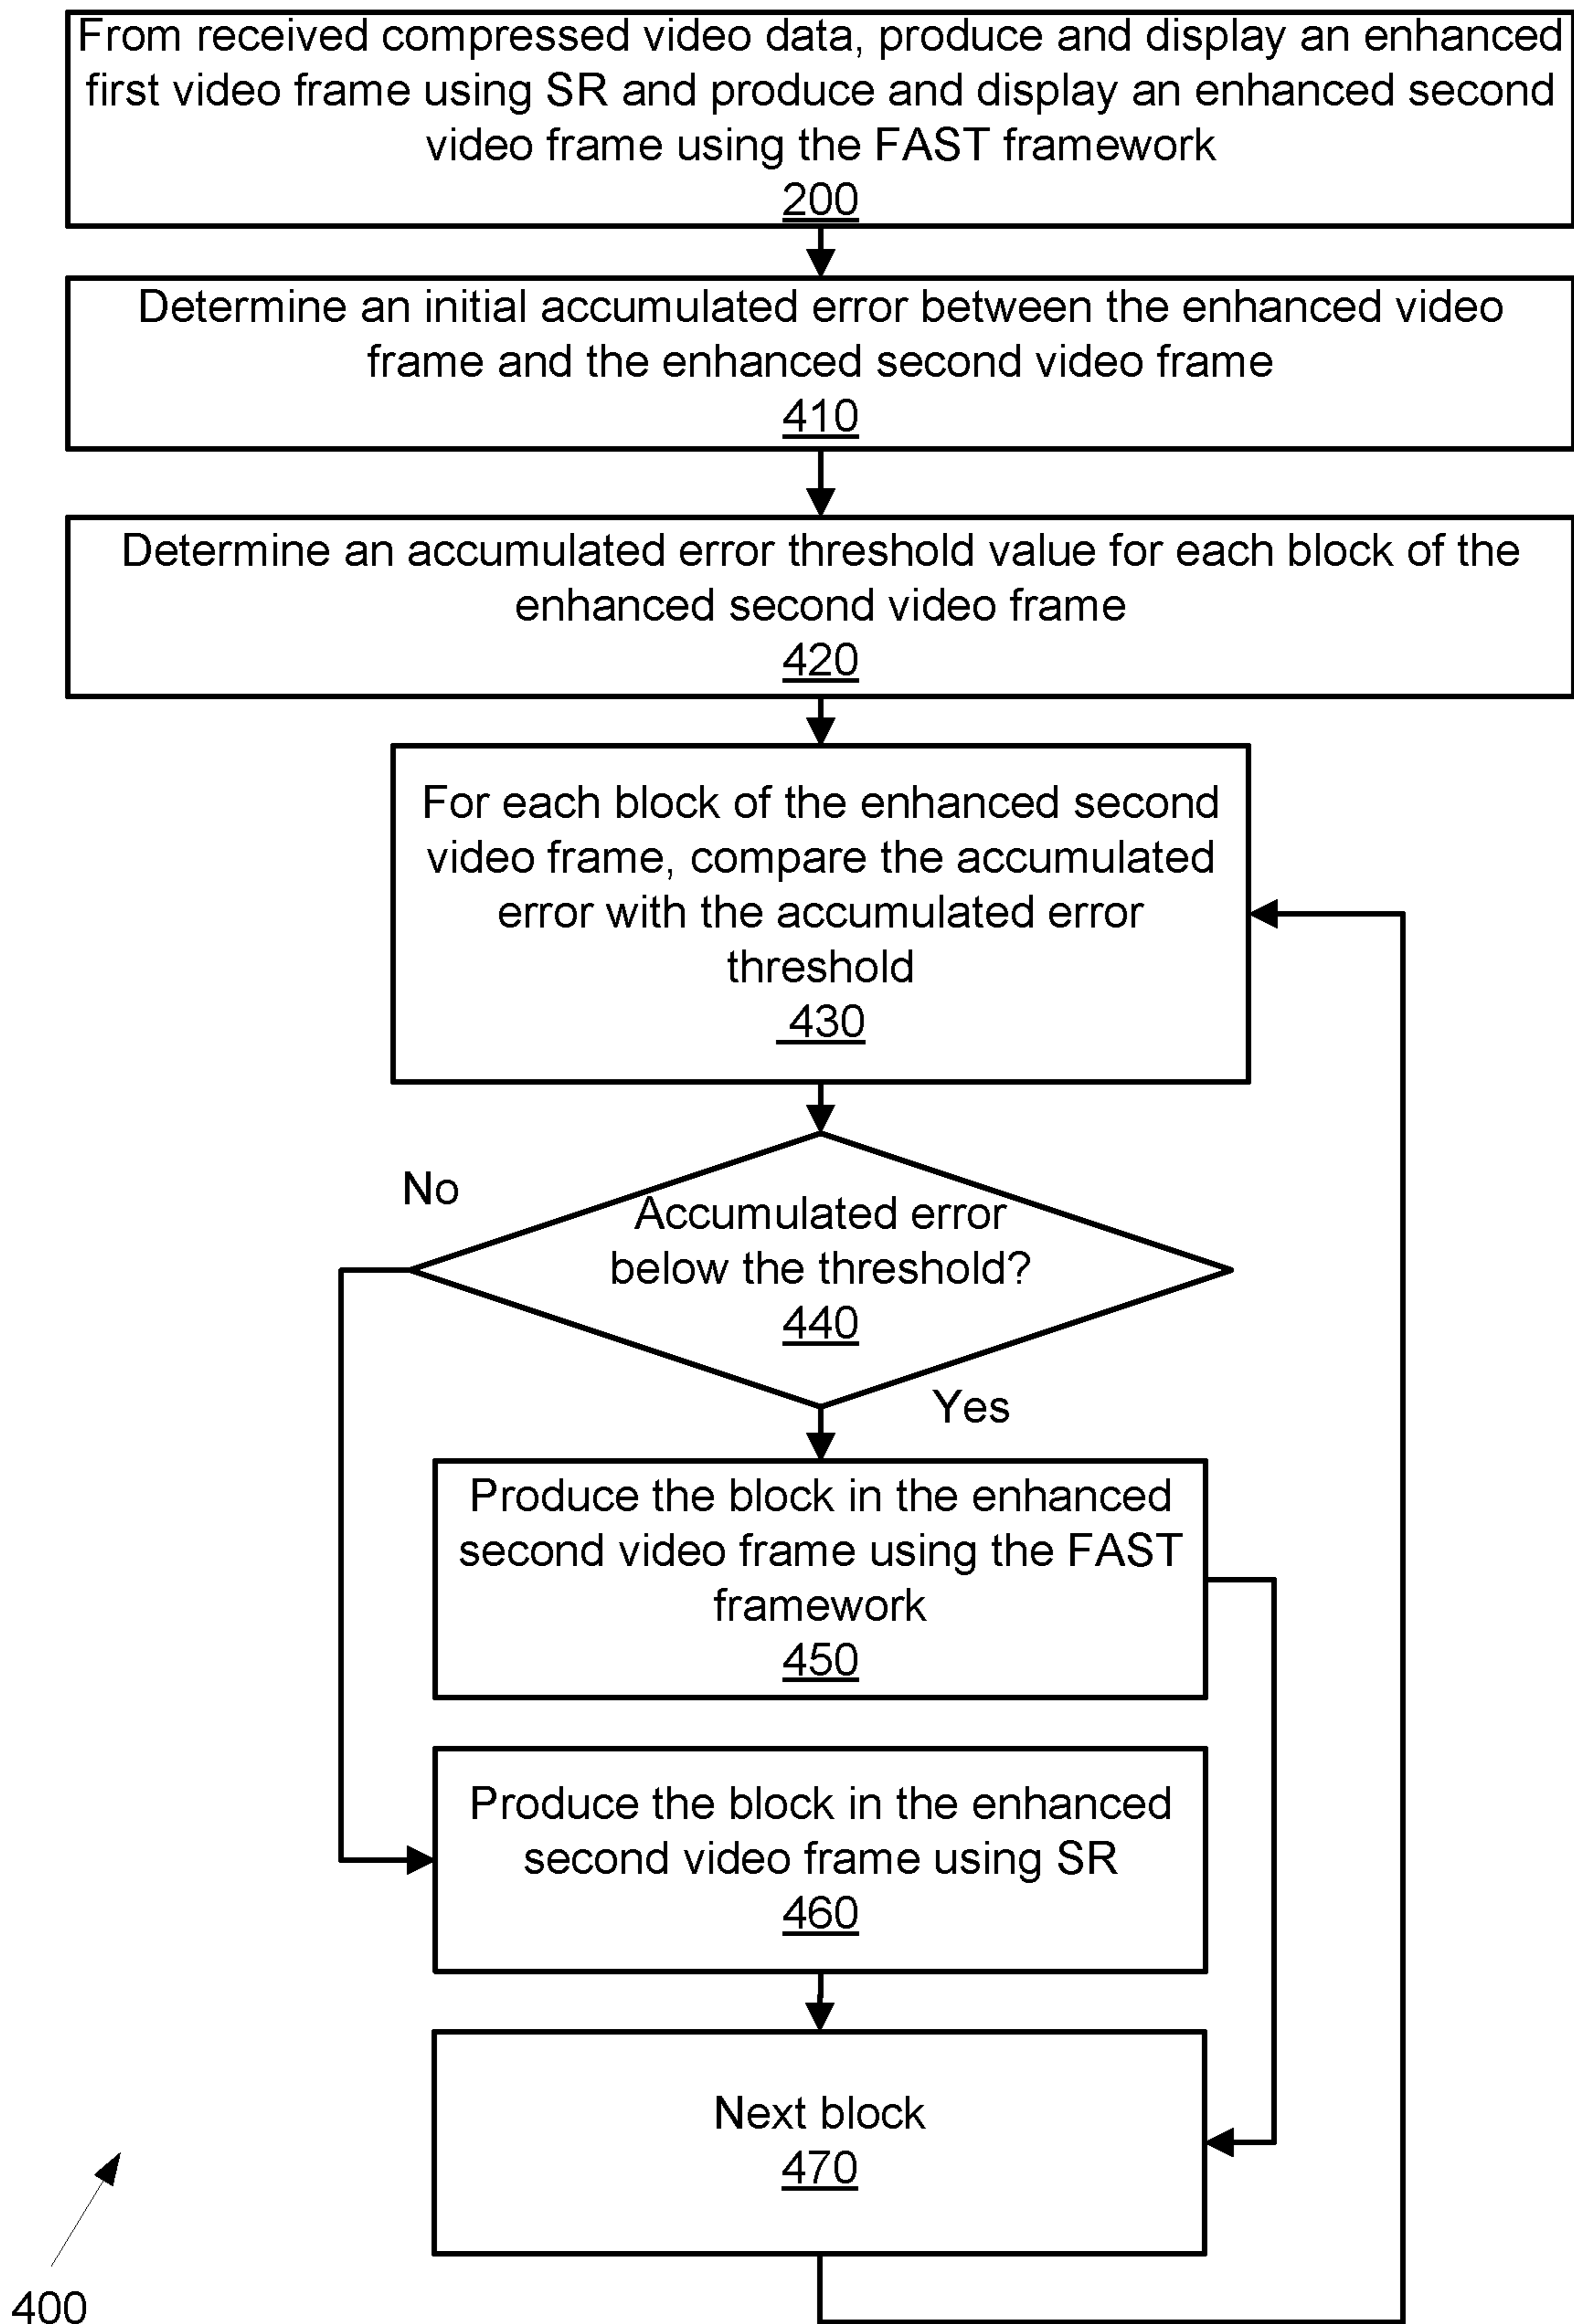 From received compressed video data, produce and display an enhanced
first video frame using SR and produce and display an enhanced second
video frame using the FAST framework
200
Determine an initial accumulated error between the enhanced video
frame and the enhanced second video frame
410
Determine an accumulated error threshold value for each block of the
enhanced second video frame
420
For each block of the enhanced second
video frame, compare the accumulated
error with the accumulated error
threshold
430
No
Accumulated error
below the threshold?
440
Yes
Produce the block in the enhanced
second video frame using the FAST
framework
450
Produce the block in the enhanced
second video frame using SR
460
Next block
470
400